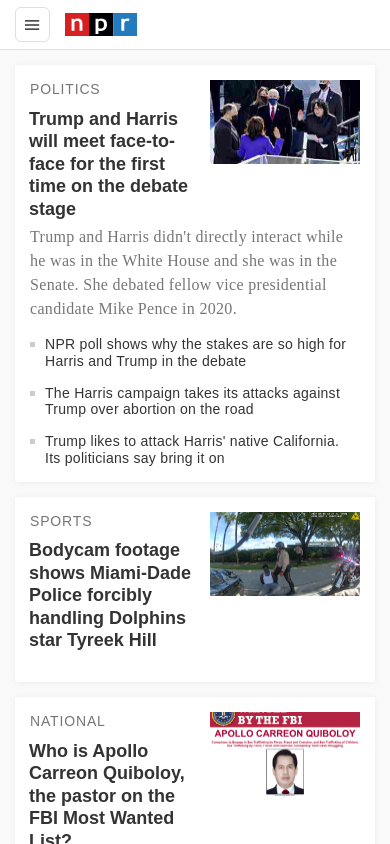 npr
POLITICS
Trump and Harris
will meet face-to-
face for the first
time on the debate
stage
Trump and Harris didn't directly interact while
he was in the White House and she was in the
Senate. She debated fellow vice presidential
candidate Mike Pence in 2020.
NPR poll shows why the stakes are so high for
Harris and Trump in the debate
The Harris campaign takes its attacks against
Trump over abortion on the road
Trump likes to attack Harris' native California.
Its politicians say bring it on
SPORTS
Bodycam footage
shows Miami-Dade
Police forcibly
handling Dolphins
star Tyreek Hill
NATIONAL
Who is Apollo
Carreon Quiboloy,
the pastor on the
FBI Most Wanted
List?
BY THE FBI
APOLLO CARREON QUIBOLOY